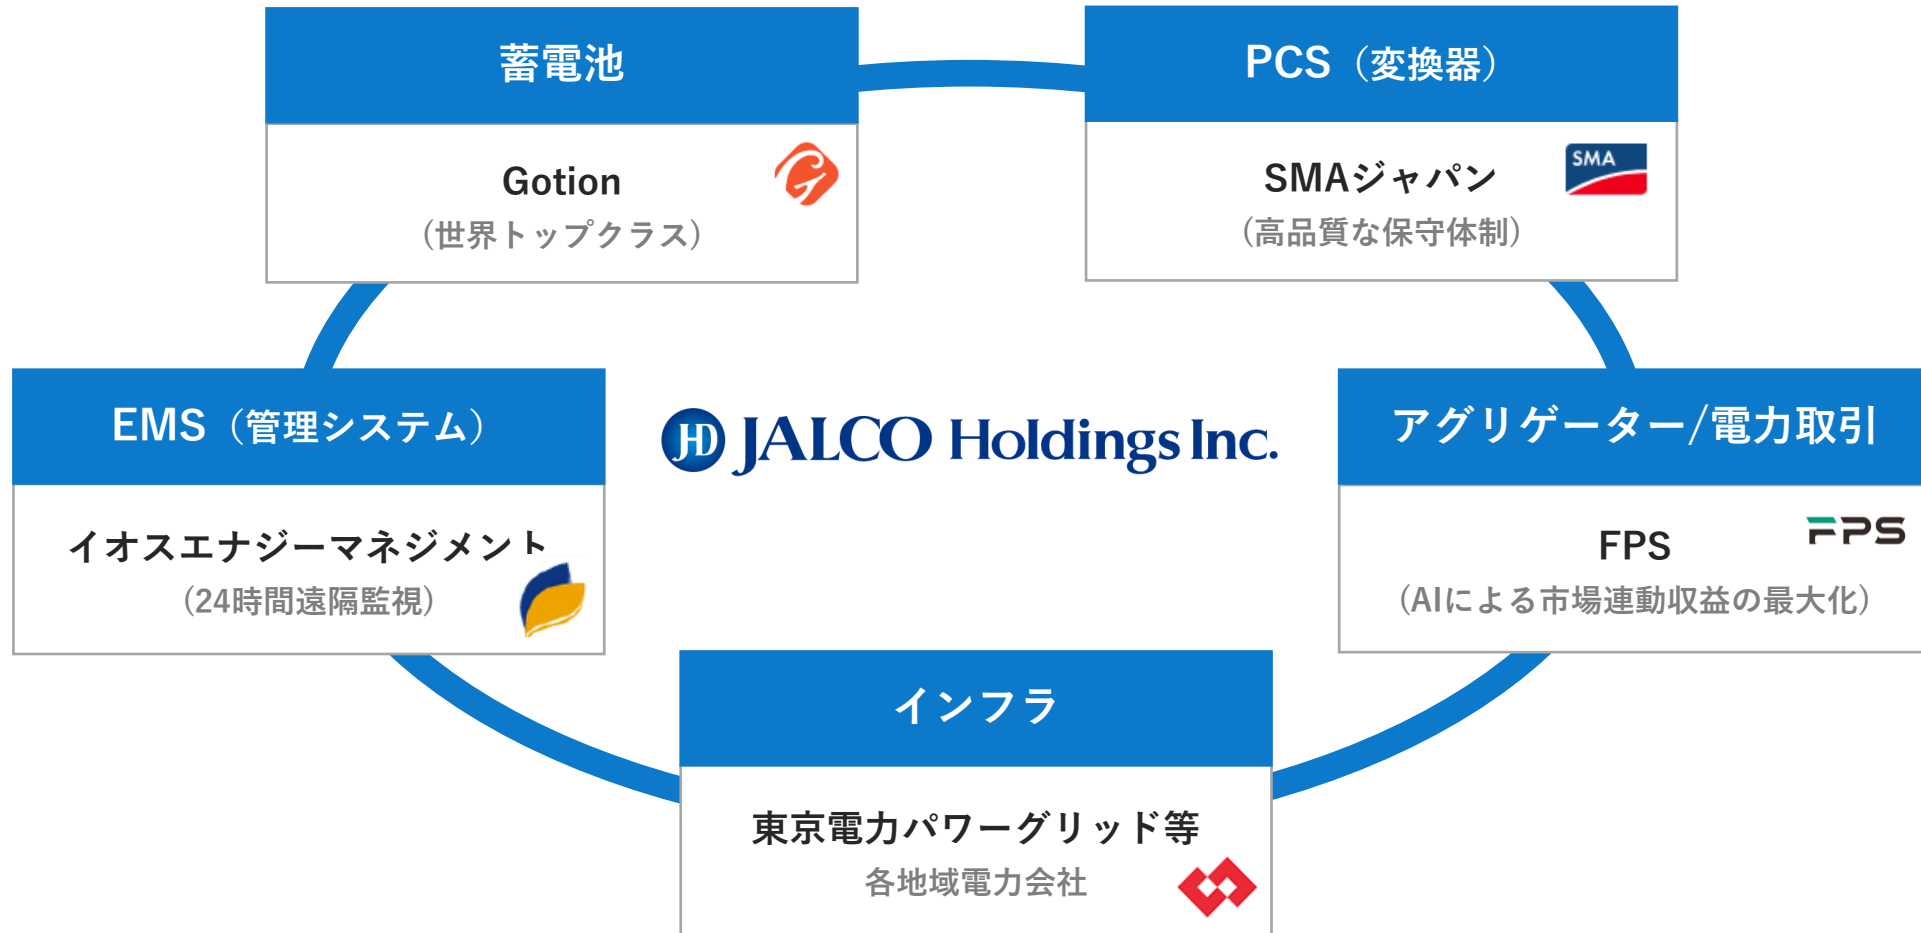 蓄電池
Gotion
(世界トップクラス)
PCS（変換器）
SMAジャパン
(高品質な保守体制)
SMA
EMS（管理システム）
イオスエナジーマネジメント
(24時間遠隔監視)
JHD JALCO Holdings Inc.
アグリゲーター/電力取引
FPS
FPS
(AIによる市場連動収益の最大化)
インフラ
東京電力パワーグリッド等
各地域電力会社